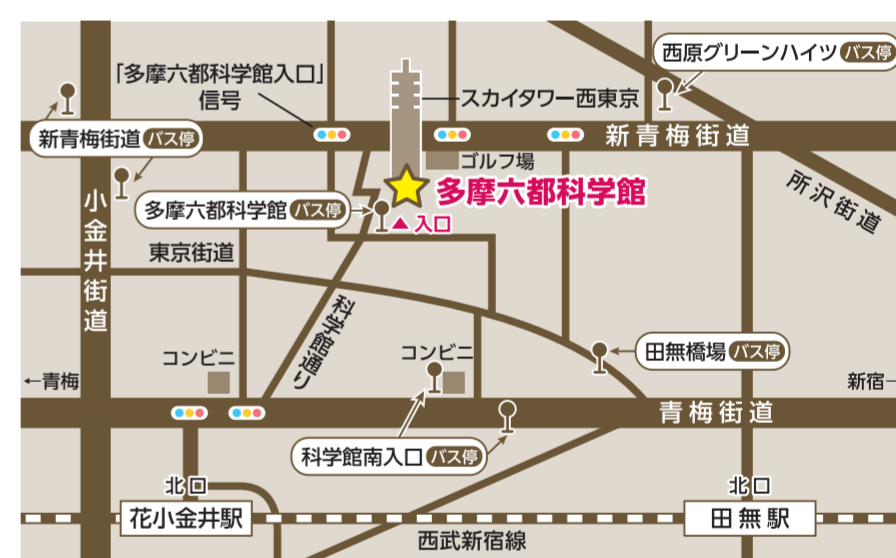 西原グリーンハイツ バス停
「多摩六都科学館入口」
信号
スカイタワー西東京
新青梅街道 バス停
新青梅街道
ゴルフ場
多摩六都科学館
所沢街道
小金井街道
多摩六都科学館 バス停
入口
東京街道
科学館通り
コンビニ
コンビニ
田無橋場 バス停
←青梅
新宿
青梅街道
科学館南入口 バス停
北口
北口
花小金井駅
田無駅
西武新宿線